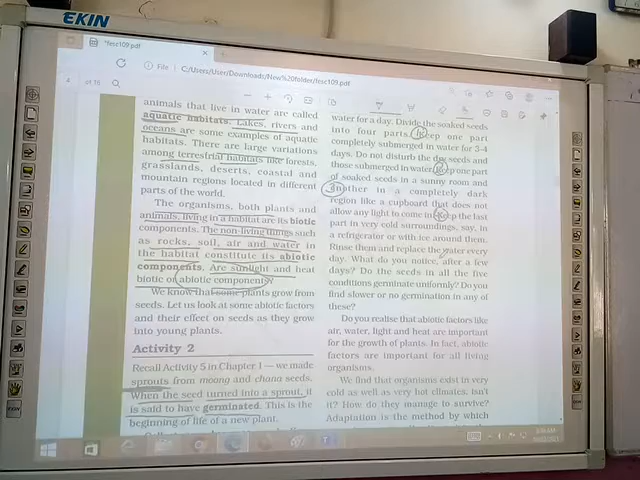 EKIN
fesc109.pdf
File
C:/Users/User/Downloads/New%20folder/fesc109.pdf
4
of 18
animals that live in water are called
aquatic habitats. Lakes, rivers and
oceans are some examples of aquatic
habitats. There are large variations
among terrestrial habitats like forests,
grasslands, deserts, coastal and
mountain regions located in different
parts of the world.
The organisms, both plants and
animals, living in a habitat are its biotic
components. The non-living things such
as rocks, soil, air and water in
the habitat constitute its abiotic
components. Are sunlight and heat
biotic or abiotic components?
We know that some plants grow from
seeds. Let us look at some abiotic factors
and their effect on seeds as they grow
into young plants.
Activity 2
Recall Activity 5 in Chapter 1 — we made
sprouts from moong and chana seeds.
When the seed turned into a sprout, it
is said to have germinated. This is the
beginning of life of a new plant.
water for a day. Divide the soaked seeds
into four parts. Keep one part
completely submerged in water for 3-4
days. Do not disturb the dry seeds and
those submerged in water. Keep one part
of soaked seeds in a sunny room and
another in a completely dark
region like a cupboard that does not
allow any light to come in. Keep the last
part in very cold surroundings, say, in
a refrigerator or with ice around them.
Rinse them and replace the water every
day. What do you notice, after a few
days? Do the seeds in all the five
conditions germinate uniformly? Do you
find slower or no germination in any of
these?
Do you realise that abiotic factors like
air, water, light and heat are important
for the growth of plants. In fact, abiotic
factors are important for all living
organisms.
We find that organisms exist in very
cold as well as very hot climates, isn't
it? How do they manage to survive?
Adaptation is the method by which